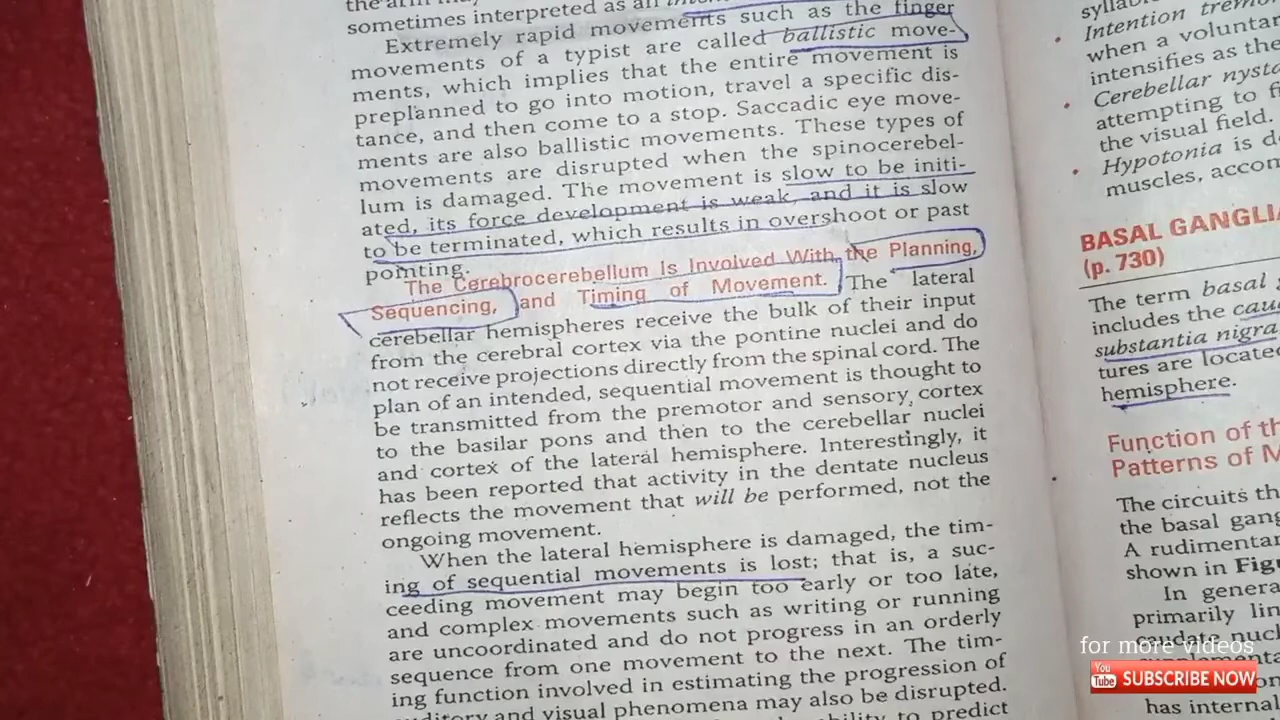 the arm may
sometimes interpreted as an
Extremely rapid movements such as the finger
movements of a typist are called ballistic move-
ments, which implies that the entire movement is
preplanned to go into motion, travel a specific dis-
tance, and then come to a stop. Saccadic eye move-
ments are also ballistic movements. These types of
movements are disrupted when the spinocerebel-
lum is damaged. The movement is slow to be initi-
ated, its force development is weak, and it is slow
to be terminated, which results in overshoot or past
pointing.
The Cerebrocerebellum Is Involved With the Planning,
Sequencing, and Timing of Movement. The lateral
cerebellar hemispheres receive the bulk of their input
from the cerebral cortex via the pontine nuclei and do
not receive projections directly from the spinal cord. The
plan of an intended, sequential movement is thought to
be transmitted from the premotor and sensory cortex
to the basilar pons and then to the cerebellar nuclei
and cortex of the lateral hemisphere. Interestingly, it
has been reported that activity in the dentate nucleus
reflects the movement that will be performed, not the
ongoing movement.
When the lateral hemisphere is damaged, the tim-
ing of sequential movements is lost; that is, a suc-
ceeding movement may begin too early or too late,
and complex movements such as writing or running
are uncoordinated and do not progress in an orderly
sequence from one movement to the next. The tim-
ing function involved in estimating the progression of
auditory and visual phenomena may also be disrupted.
to predict
Intention
when a
intensifies as the
Cerebellar
attempting to
the visual field.
Hypotonia is
muscles,
BASAL
(p. 730)
The term basal
includes the
substantia nigra
tures are
hemisphere.
Function of
Patterns of
The circuits
the basal
A
shown in
In
primarily
has
for more videos
You Tube SUBSCRIBE NOW